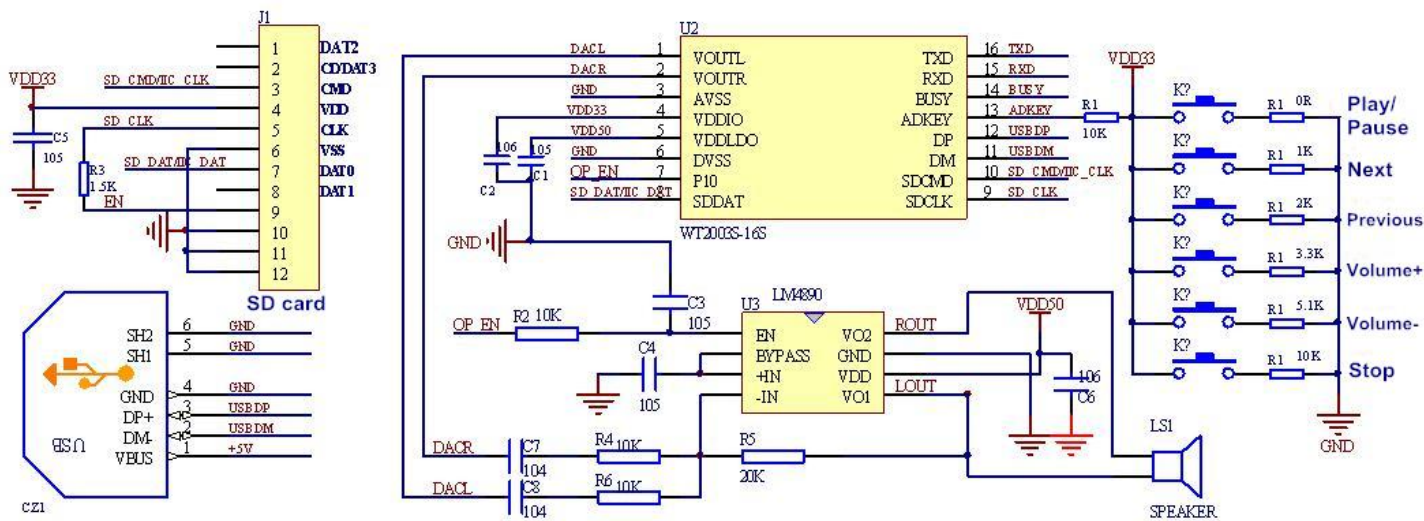 J1
1 DAT2
2 CD/DAT3
SD_CMD/IIC_CLK 3 CMD
VDD33 4 VDD
SD_CLK 5 CLK
6 VSS
SD_DAT/IIC_DAT 7 DAT0
8 DAT1
EN 9
10
11
12
C5
105
R3
1.5K
SD card
SH2 6 GND
SH1 5 GND
GND 4 GND
DP+ 3 USBDP
DM- 2 USBDM
VBUS 1 +5V
USB
CZ1
U2
DACL 1 VOUTL
DACR 2 VOUTR
GND 3 AVSS
VDD33 4 VDDIO
VDD50 5 VDDLDO
GND 6 DVSS
OP_EN 7 P10
SD_DAT/IIC_DAT 8 SDDAT
TXD 16 TXD
RXD 15 RXD
BUSY 14 BUSY
ADKEY 13 ADKEY
DP 12 USBDP
DM 11 USBDM
SDCMD 10 SD_CMD/IIC_CLK
SDCLK 9 SD_CLK
WT2003S-16S
106
C2
105
C1
GND
C3
105
OP_EN R2 10K
C4
105
U3 LM4890
EN VO2 ROUT
BYPASS GND
+IN VDD
-IN VO1 LOUT
VDD50
106
C6
DACR C7 104 R4 10K
R5 20K
DACL C8 104 R6 10K
LS1
SPEAKER
R1
10K
VDD33
K? R1 0R Play/
Pause
K? R1 1K Next
K? R1 2K Previous
K? R1 3.3K Volume+
K? R1 5.1K Volume-
K? R1 10K Stop
GND